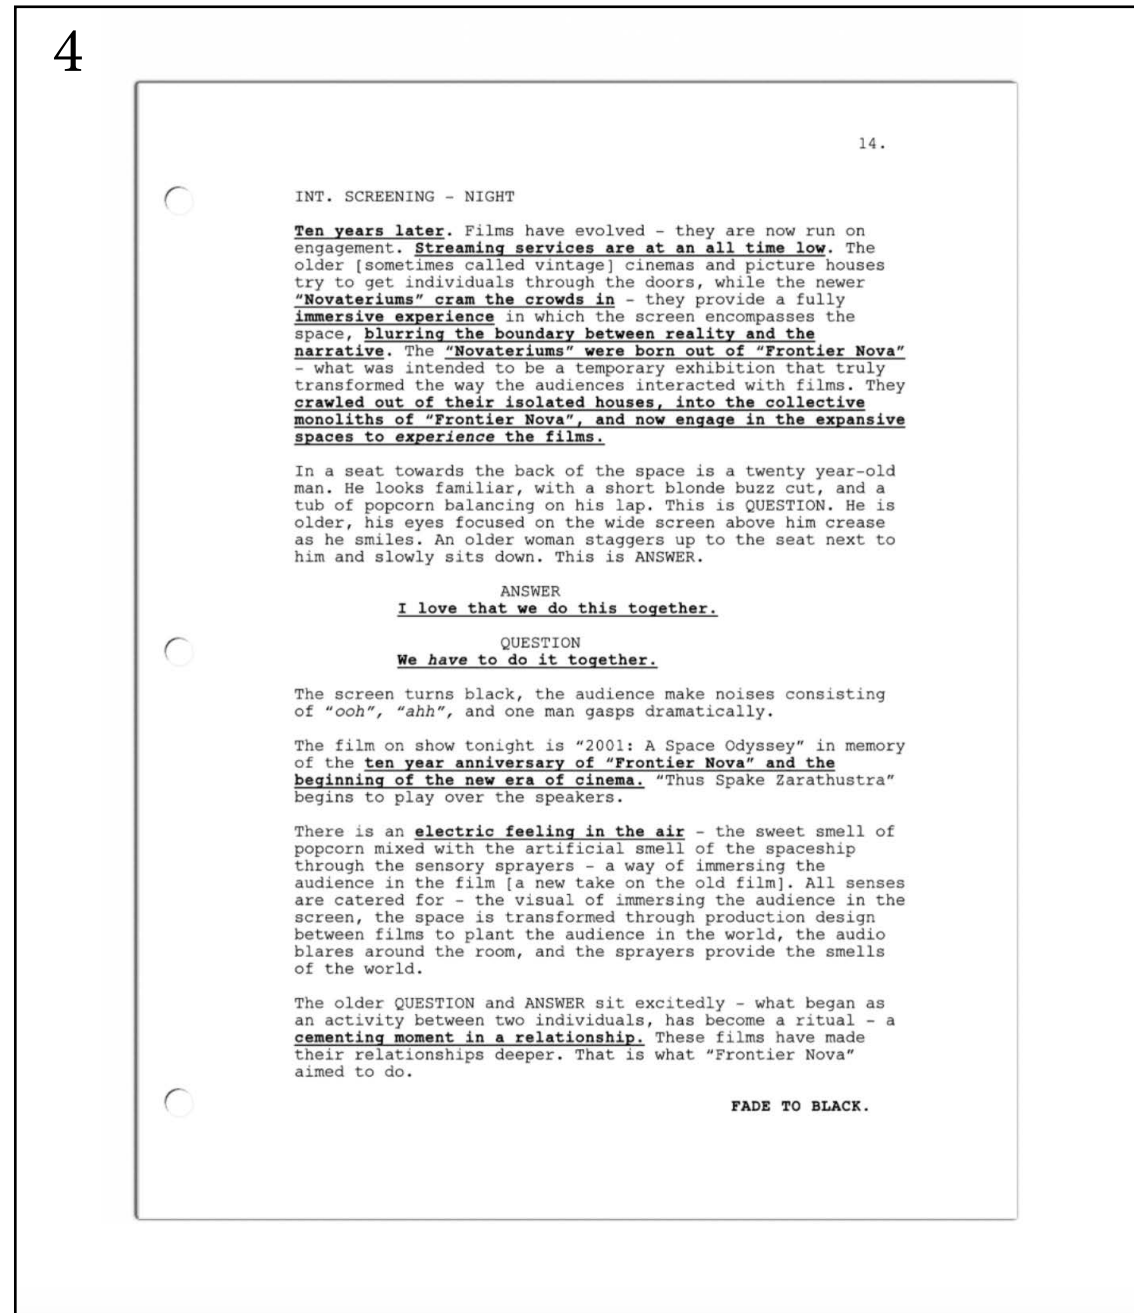 4
14.
INT. SCREENING - NIGHT
Ten years later. Films have evolved - they are now run on
engagement. Streaming services are at an all time low. The
older [sometimes called vintage] cinemas and picture houses
try to get individuals through the doors, while the newer
“Novateriums” cram the crowds in - they provide a fully
immersive experience in which the screen encompasses the
space, blurring the boundary between reality and the
narrative. The “Novateriums” were born out of “Frontier Nova”
- what was intended to be a temporary exhibition that truly
transformed the way the audiences interacted with films. They
crawled out of their isolated houses, into the collective
monoliths of “Frontier Nova”, and now engage in the expansive
spaces to experience the films.
In a seat towards the back of the space is a twenty year-old
man. He looks familiar, with a short blonde buzz cut, and a
tub of popcorn balancing on his lap. This is QUESTION. He is
older, his eyes focused on the wide screen above him crease
as he smiles. An older woman staggers up to the seat next to
him and slowly sits down. This is ANSWER.
ANSWER
I love that we do this together.
QUESTION
We have to do it together.
The screen turns black, the audience make noises consisting
of “ooh”, “ahh”, and one man gasps dramatically.
The film on show tonight is “2001: A Space Odyssey” in memory
of the ten year anniversary of “Frontier Nova” and the
beginning of the new era of cinema. “Thus Spake Zarathustra”
begins to play over the speakers.
There is an electric feeling in the air - the sweet smell of
popcorn mixed with the artificial smell of the spaceship
through the sensory sprayers - a way of immersing the
audience in the film [a new take on the old film]. All senses
are catered for - the visual of immersing the audience in the
screen, the space is transformed through production design
between films to plant the audience in the world, the audio
blares around the room, and the sprayers provide the smells
of the world.
The older QUESTION and ANSWER sit excitedly - what began as
an activity between two individuals, has become a ritual - a
cementing moment in a relationship. These films have made
their relationships deeper. That is what “Frontier Nova”
aimed to do.
FADE TO BLACK.